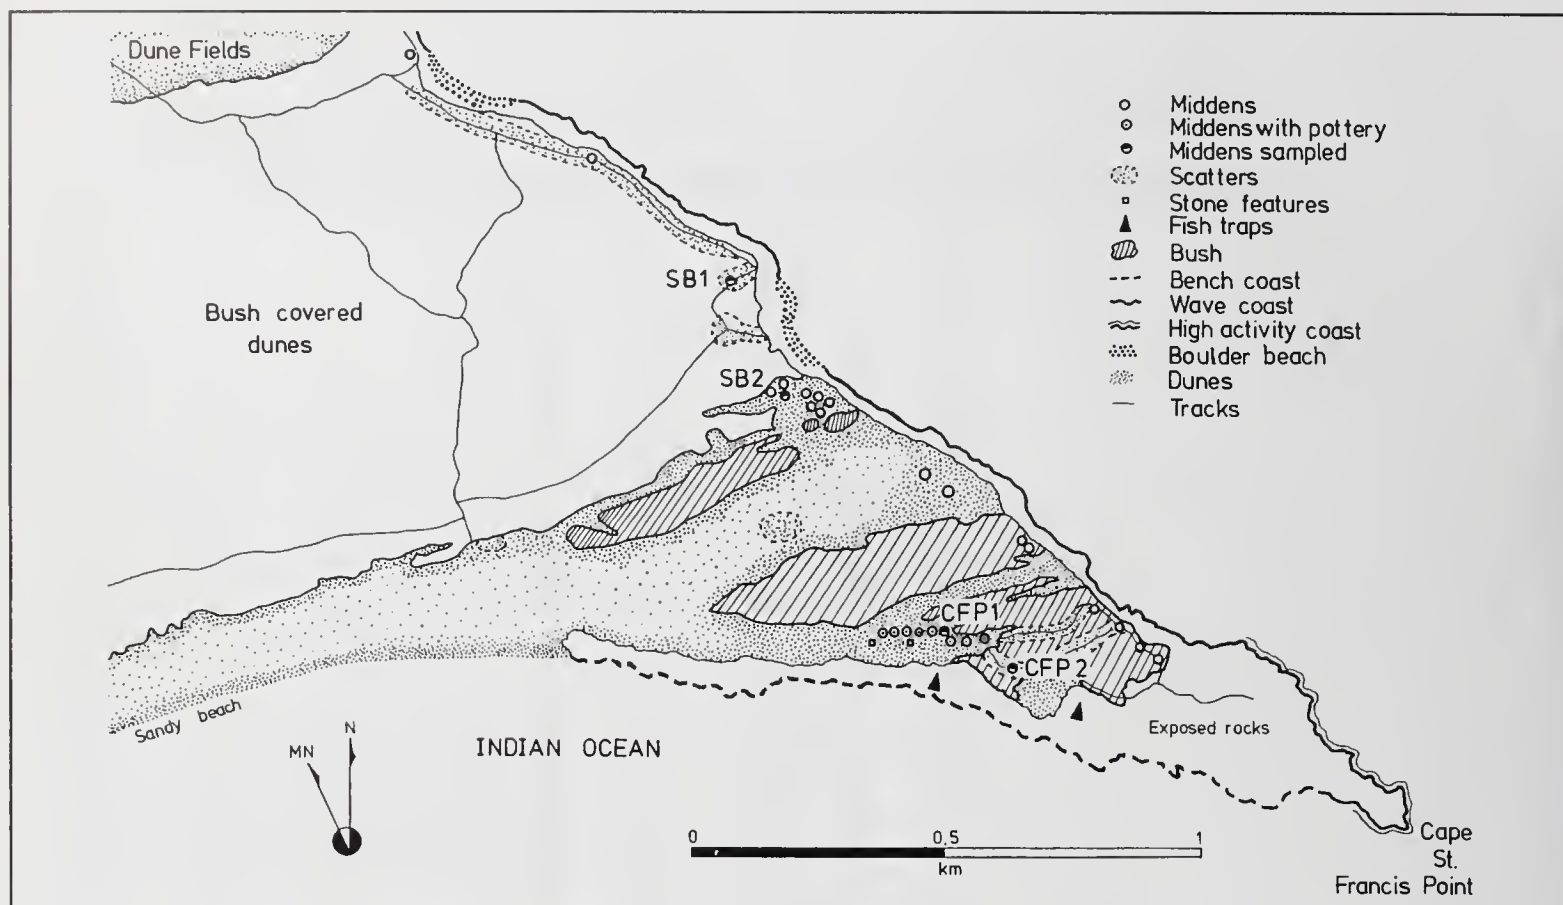 Dune Fields
Middens
Middens with pottery
Middens sampled
Scatters
Stone features
Fish traps
Bush
Bench coast
Wave coast
High activity coast
Boulder beach
Dunes
Tracks
SB1
Bush covered
dunes
SB2
CFP1
CFP2
Sandy beach
Exposed rocks
INDIAN OCEAN
MN
N
0
0,5
1
km
Cape
St.
Francis Point